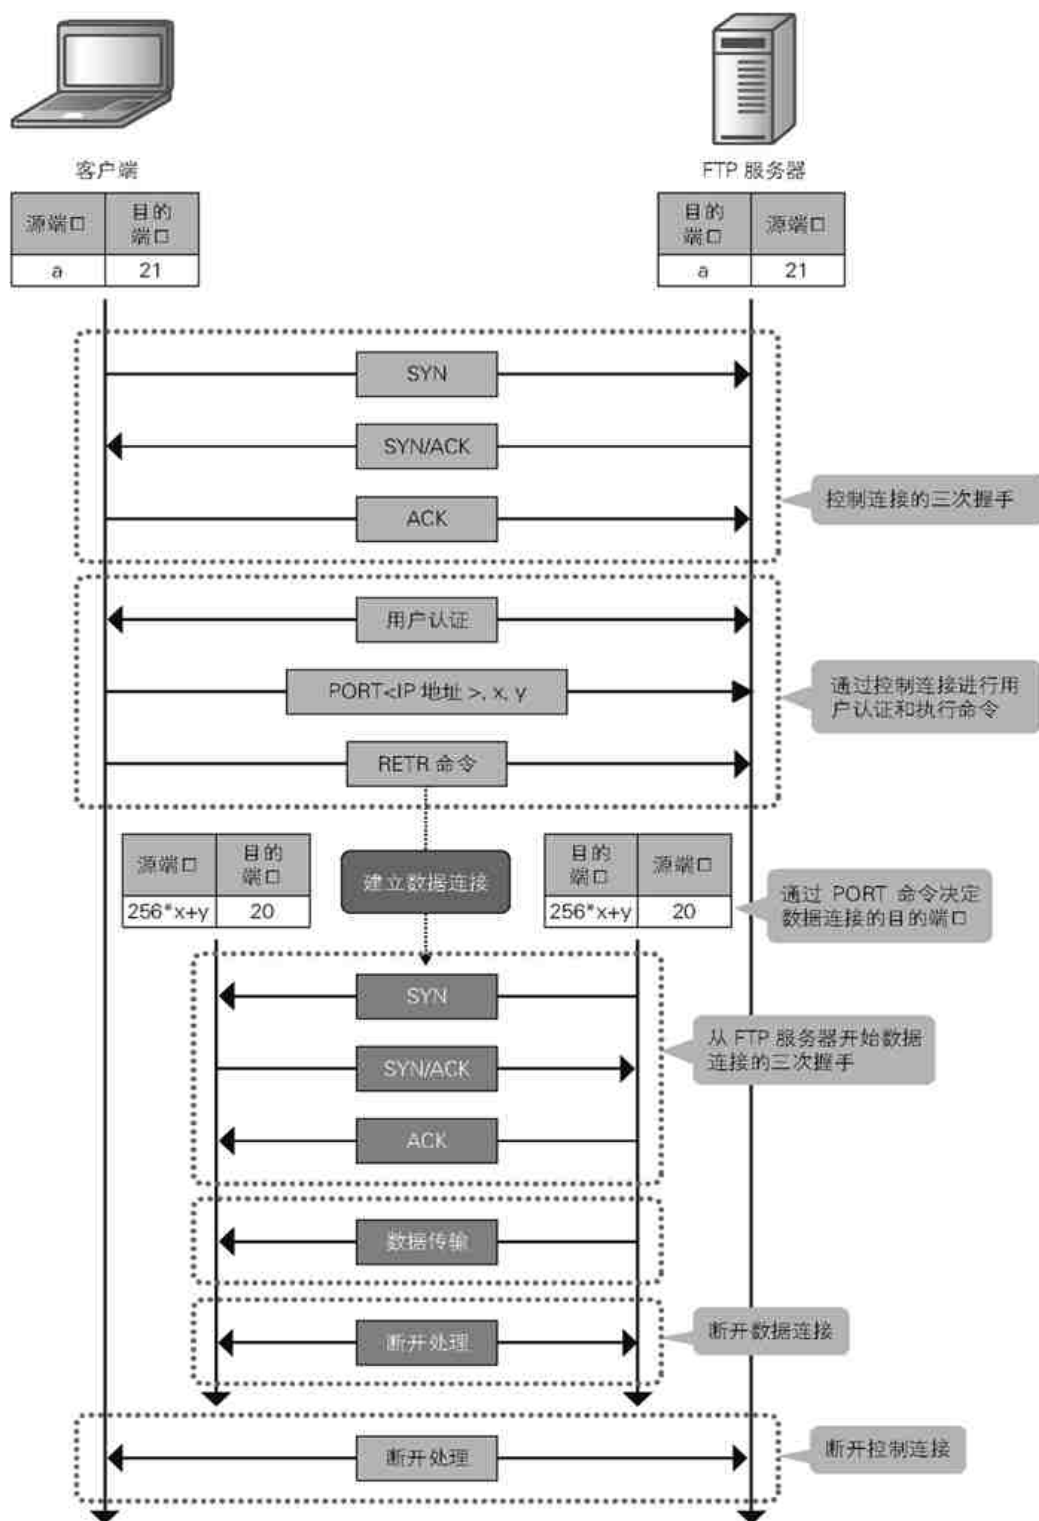 客户端
FTP 服务器
源端口
目的
端口
a
21
目的
端口
源端口
a
21
SYN
SYN/ACK
ACK
控制连接的三次握手
用户认证
PORT<IP 地址 >, x, y
RETR 命令
通过控制连接进行用
户认证和执行命令
源端口
目的
端口
256*x+y
20
建立数据连接
目的
端口
源端口
256*x+y
20
通过 PORT 命令决定
数据连接的目的端口
SYN
SYN/ACK
ACK
从 FTP 服务器开始数据
连接的三次握手
数据传输
断开处理
断开数据连接
断开处理
断开控制连接